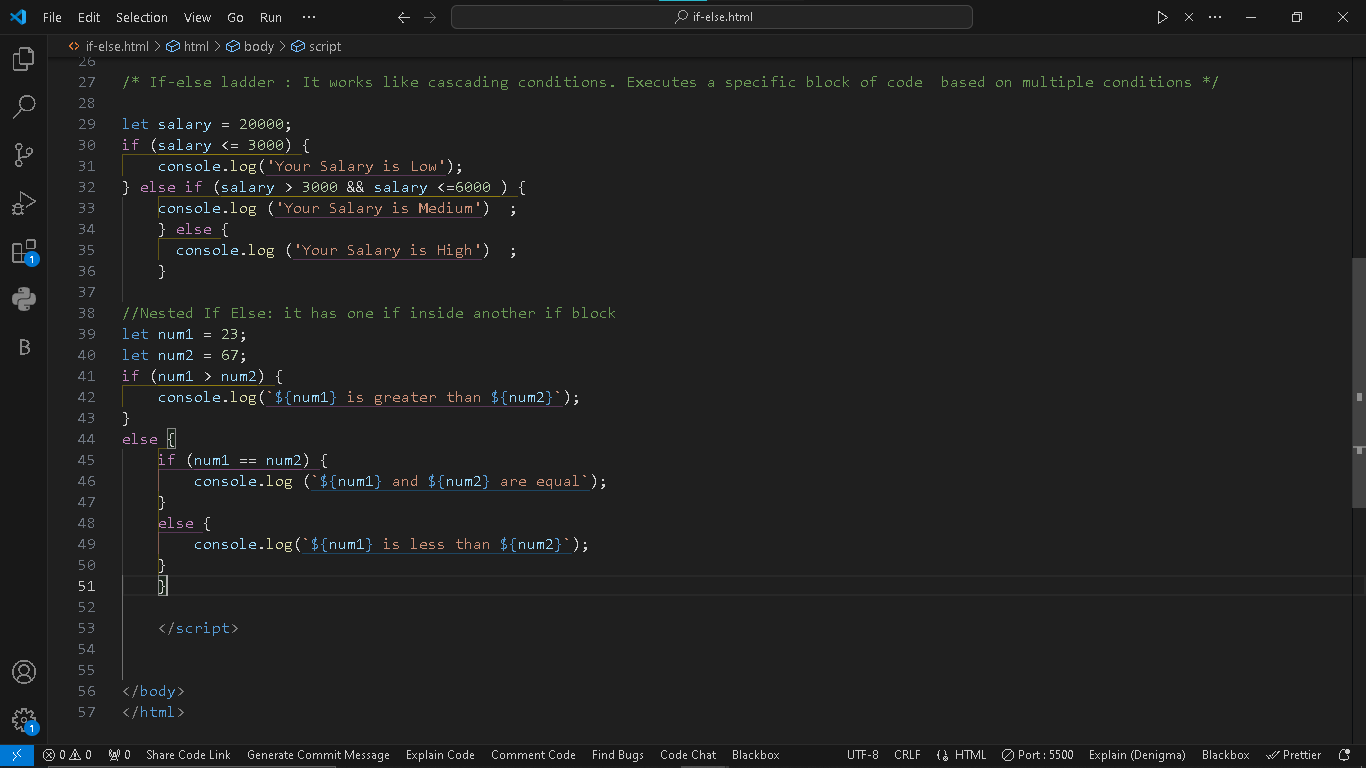 File Edit Selection View Go Run ··· if-else.html
if-else.html > html > body > script
26
27 /* If-else ladder : It works like cascading conditions. Executes a specific block of code  based on multiple conditions */
28
29 let salary = 20000;
30 if (salary <= 3000) {
31     console.log('Your Salary is Low');
32 } else if (salary > 3000 && salary <=6000 ) {
33     console.log ('Your Salary is Medium')  ;
34     } else {
35       console.log ('Your Salary is High')  ;
36     }
37
38 //Nested If Else: it has one if inside another if block
39 let num1 = 23;
40 let num2 = 67;
41 if (num1 > num2) {
42     console.log(`${num1} is greater than ${num2}`);
43 }
44 else {
45     if (num1 == num2) {
46         console.log (`${num1} and ${num2} are equal`);
47     }
48     else {
49         console.log(`${num1} is less than ${num2}`);
50     }
51     }
52
53     </script>
54
55
56 </body>
57 </html>
1
B
1
0 0 0 Share Code Link Generate Commit Message Explain Code Comment Code Find Bugs Code Chat Blackbox UTF-8 CRLF {} HTML Port : 5500 Explain (Denigma) Blackbox Prettier